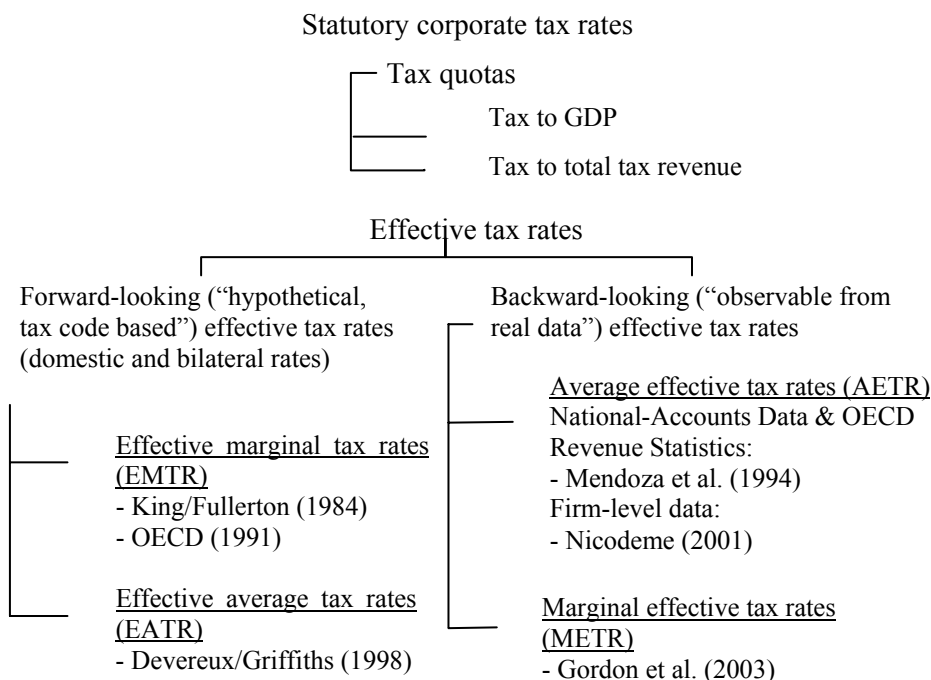 Statutory corporate tax rates
Tax quotas
Tax to GDP
Tax to total tax revenue
Effective tax rates
Forward-looking (“hypothetical,
tax code based”) effective tax rates
(domestic and bilateral rates)
Effective marginal tax rates
(EMTR)
- King/Fullerton (1984)
- OECD (1991)
Effective average tax rates
(EATR)
- Devereux/Griffiths (1998)
Backward-looking (“observable from
real data”) effective tax rates
Average effective tax rates (AETR)
National-Accounts Data & OECD
Revenue Statistics:
- Mendoza et al. (1994)
Firm-level data:
- Nicodeme (2001)
Marginal effective tax rates
(METR)
- Gordon et al. (2003)